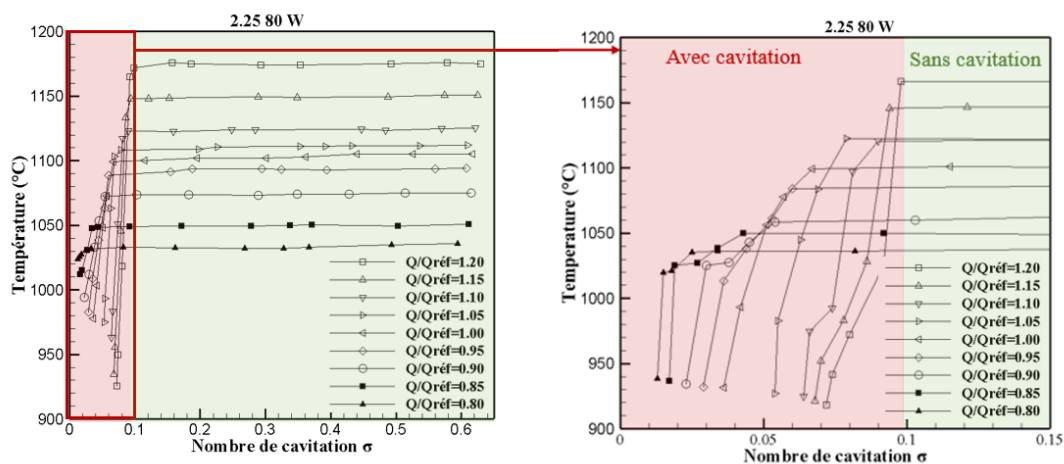 2.25 80 W
1200
1150
1100
1050
1000
950
900
Température (°C)
0
0.1
0.2
0.3
0.4
0.5
0.6
Nombre de cavitation σ
Q/Qréf=1.20
Q/Qréf=1.15
Q/Qréf=1.10
Q/Qréf=1.05
Q/Qréf=1.00
Q/Qréf=0.95
Q/Qréf=0.90
Q/Qréf=0.85
Q/Qréf=0.80
2.25 80 W
Avec cavitation
Sans cavitation
1200
1150
1100
1050
1000
950
900
Temperature (°C)
0
0.05
0.1
0.15
Nombre de cavitation σ
Q/Qréf=1.20
Q/Qréf=1.15
Q/Qréf=1.10
Q/Qréf=1.05
Q/Qréf=1.00
Q/Qréf=0.95
Q/Qréf=0.90
Q/Qréf=0.85
Q/Qréf=0.80